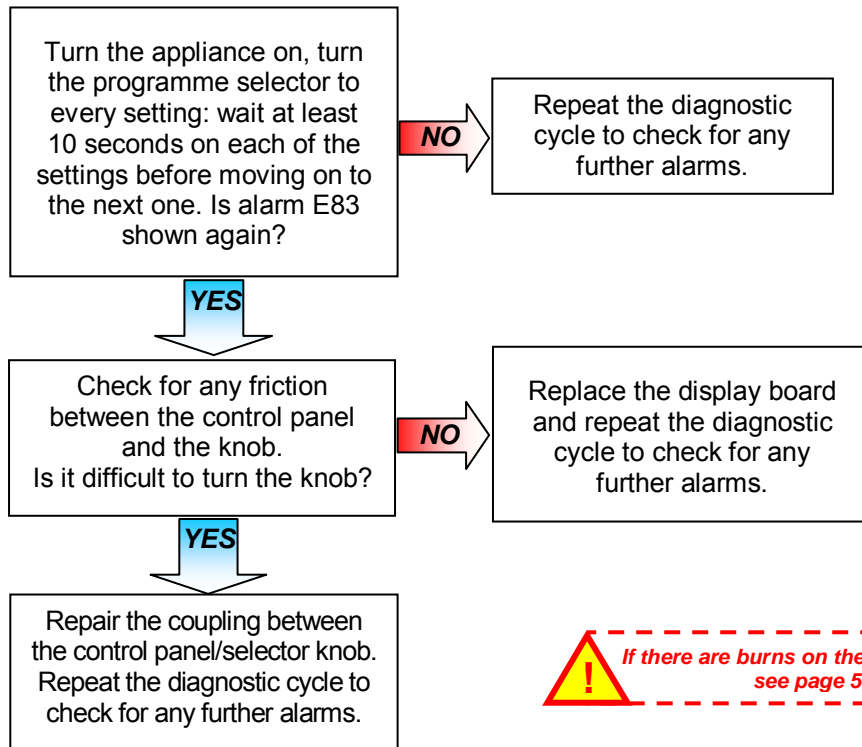 Turn the appliance on, turn
the programme selector to
every setting: wait at least
10 seconds on each of the
settings before moving on to
the next one. Is alarm E83
shown again?
NO
Repeat the diagnostic
cycle to check for any
further alarms.
YES
Check for any friction
between the control panel
and the knob.
Is it difficult to turn the knob?
NO
Replace the display board
and repeat the diagnostic
cycle to check for any
further alarms.
YES
Repair the coupling between
the control panel/selector knob.
Repeat the diagnostic cycle to
check for any further alarms.
!
If there are burns on the
see page 5